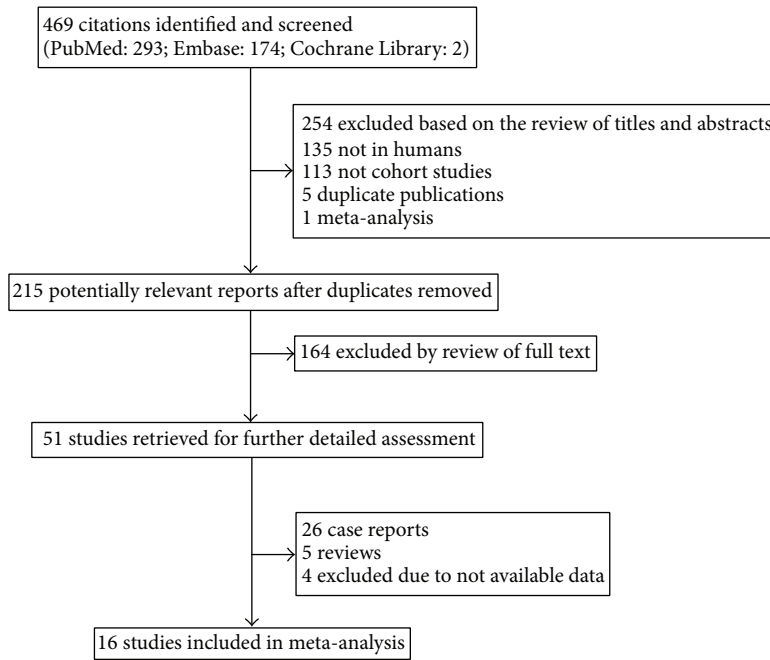 469 citations identified and screened
(PubMed: 293; Embase: 174; Cochrane Library: 2)
254 excluded based on the review of titles and abstracts
135 not in humans
113 not cohort studies
5 duplicate publications
1 meta-analysis
215 potentially relevant reports after duplicates removed
164 excluded by review of full text
51 studies retrieved for further detailed assessment
26 case reports
5 reviews
4 excluded due to not available data
16 studies included in meta-analysis